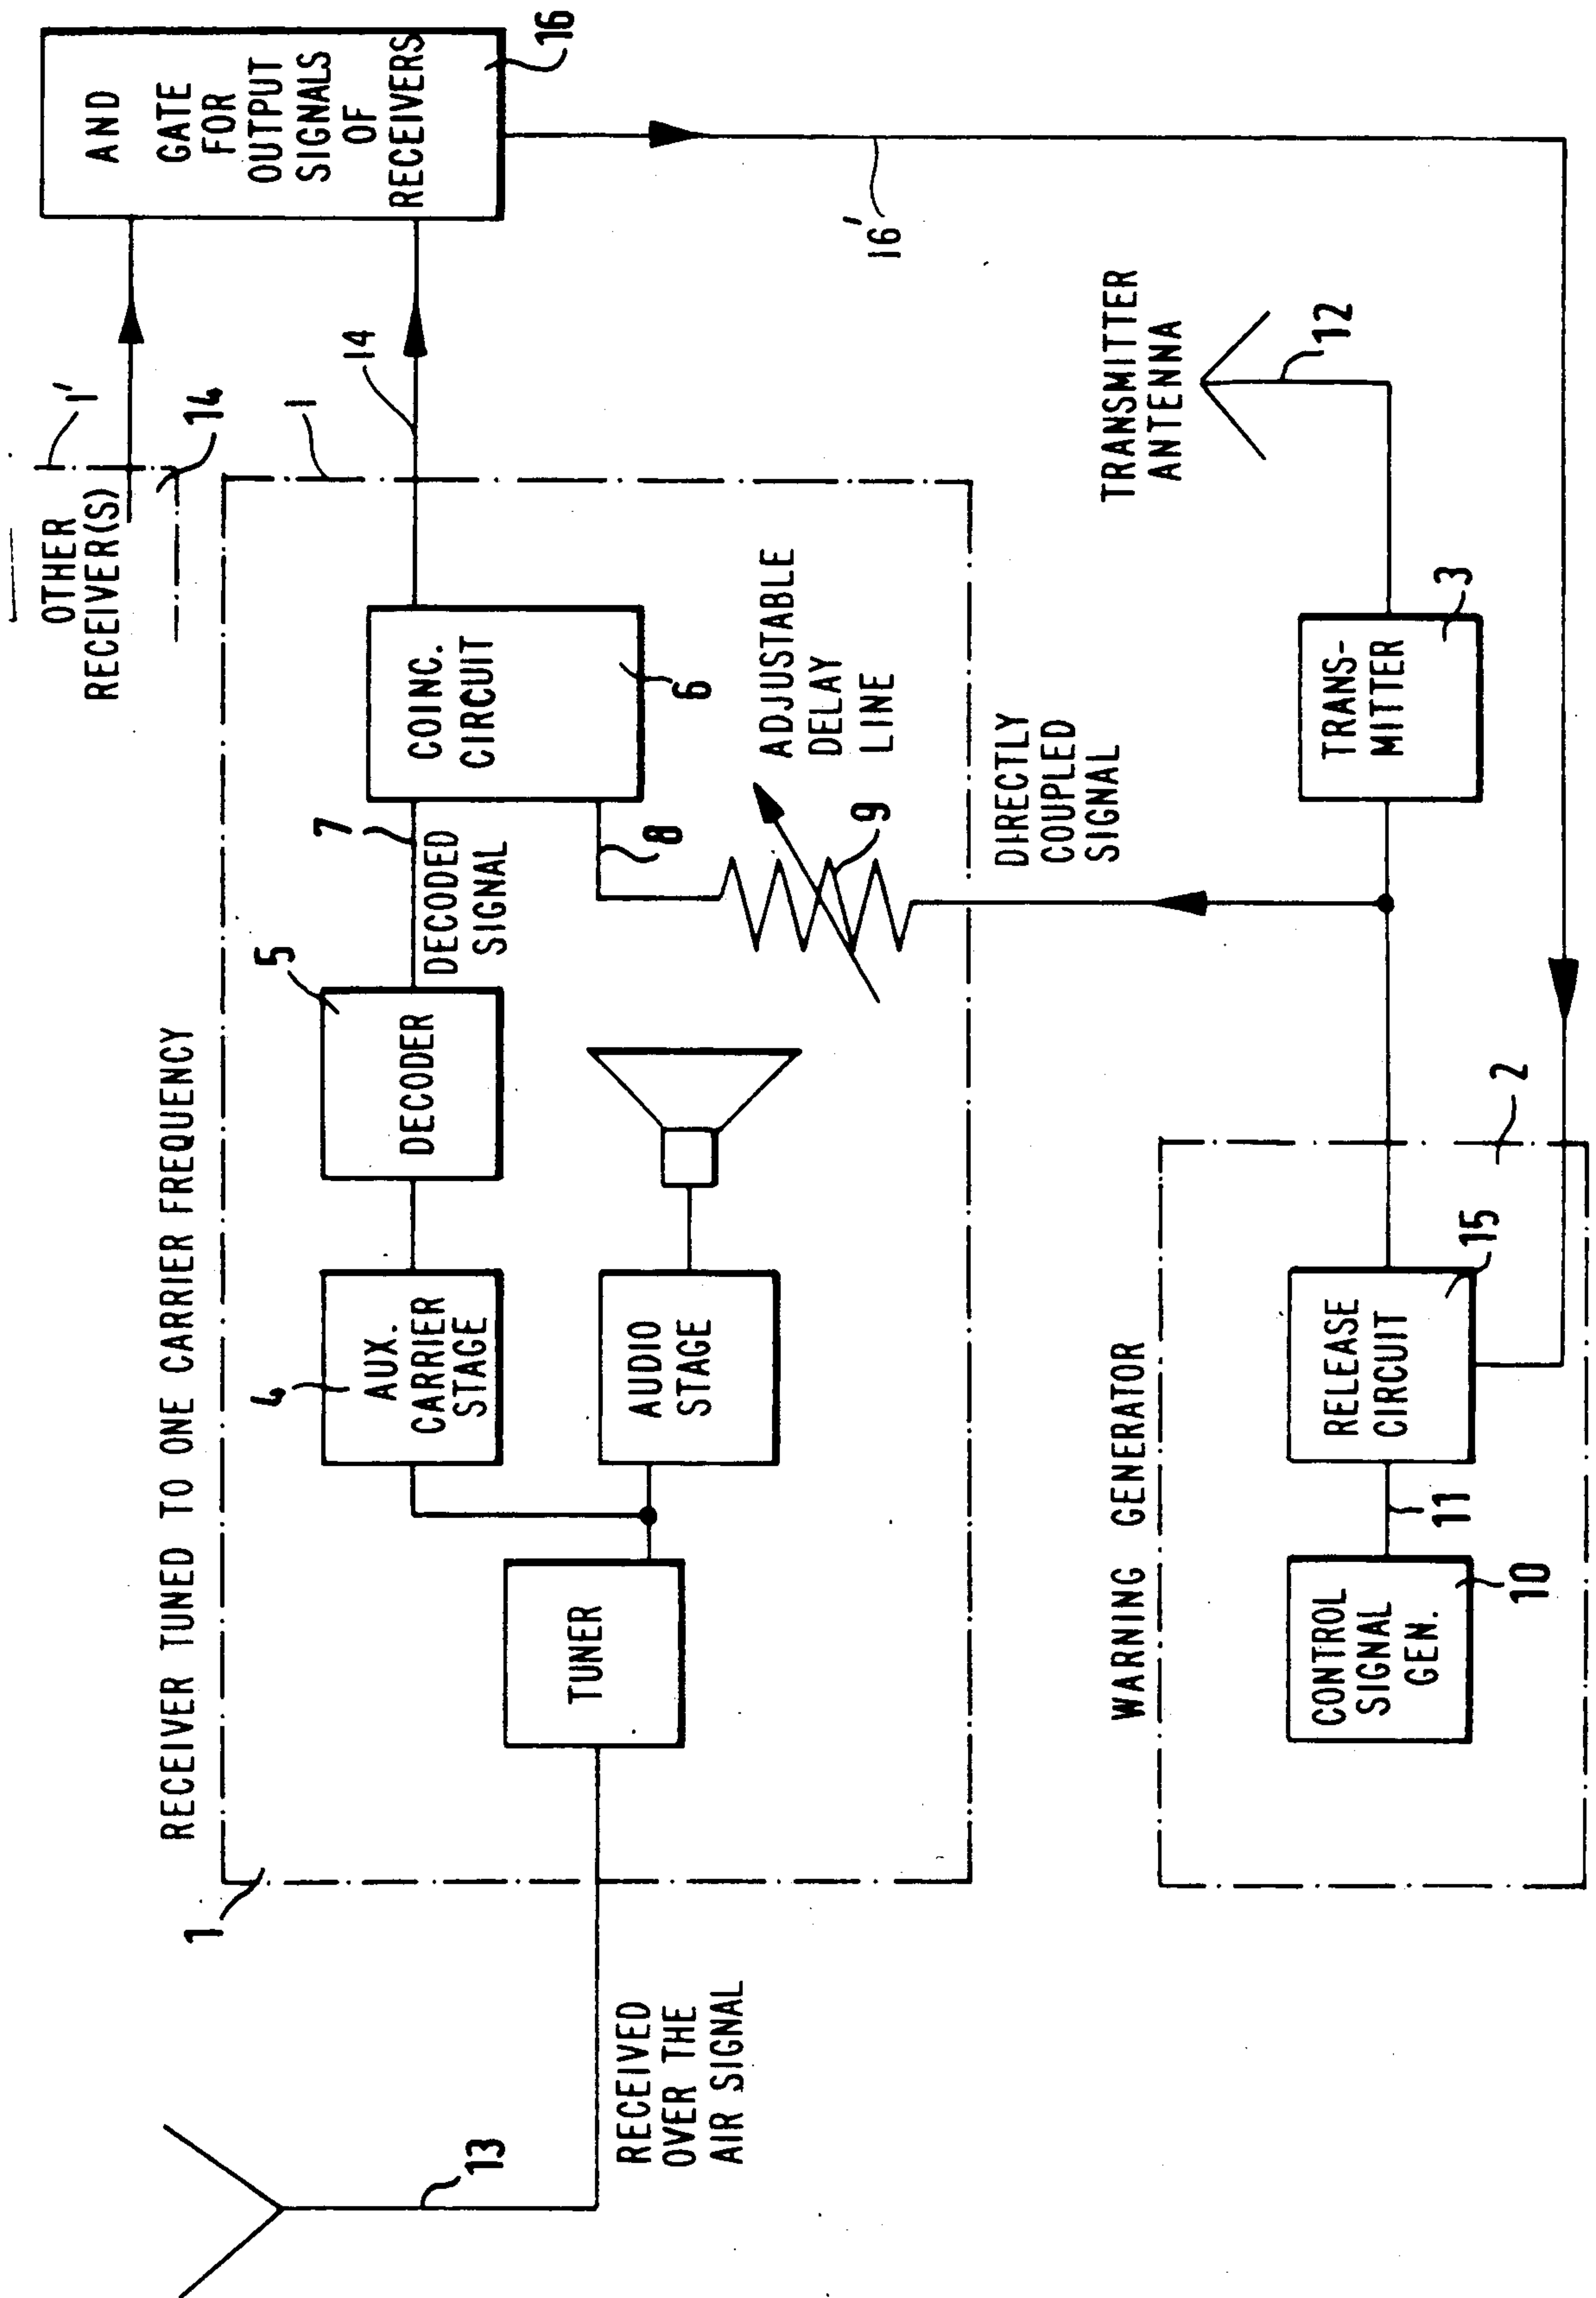 RECEIVER TUNED TO ONE CARRIER FREQUENCY
1
13
RECEIVED
OVER THE
AIR SIGNAL
TUNER
4
AUX.
CARRIER
STAGE
AUDIO
STAGE
5
DECODER
7
DECODED
SIGNAL
COINC.
CIRCUIT
6
8
9
ADJUSTABLE
DELAY
LINE
1
14
OTHER
RECEIVER(S)
1'
14
AND
GATE
FOR
OUTPUT
SIGNALS
OF
RECEIVERS
16
16'
DIRECTLY
COUPLED
SIGNAL
WARNING GENERATOR
2
CONTROL
SIGNAL
GEN.
10
11
RELEASE
CIRCUIT
15
TRANS-
MITTER
3
TRANSMITTER
ANTENNA
12